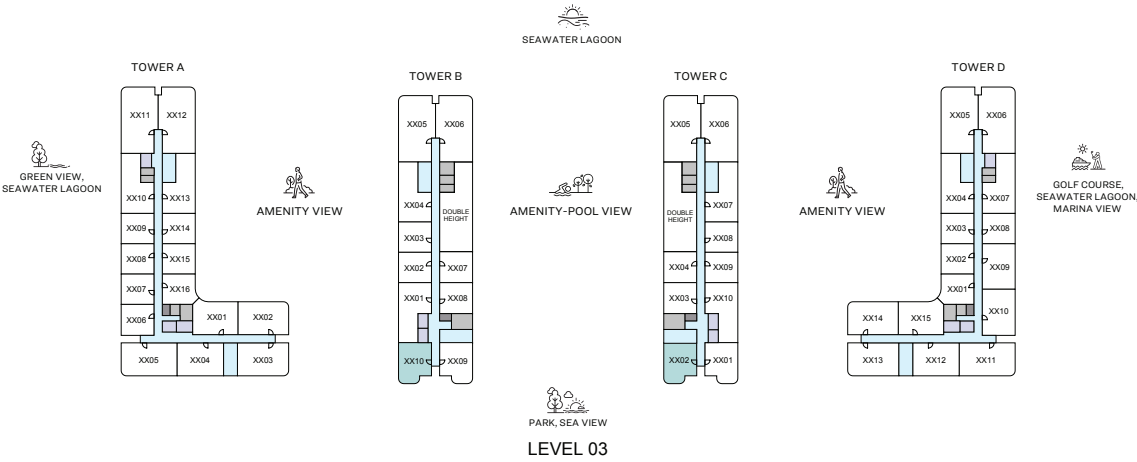 SEAWATER LAGOON
TOWER A
TOWER B
TOWER C
TOWER D
GREEN VIEW,
SEAWATER LAGOON
AMENITY VIEW
AMENITY-POOL VIEW
AMENITY VIEW
GOLF COURSE,
SEAWATER LAGOON,
MARINA VIEW
XX11 XX12
XX10 XX13
XX09 XX14
XX08 XX15
XX07 XX16
XX06 XX01 XX02
XX05 XX04 XX03
XX05 XX06
XX04 DOUBLE
HEIGHT
XX03
XX02 XX07
XX01 XX08
XX10 XX09
XX05 XX06
XX07
DOUBLE
HEIGHT
XX08
XX04 XX09
XX03 XX10
XX02 XX01
XX05 XX06
XX04 XX07
XX03 XX08
XX02 XX09
XX01
XX14 XX15 XX10
XX13 XX12 XX11
PARK, SEA VIEW
LEVEL 03